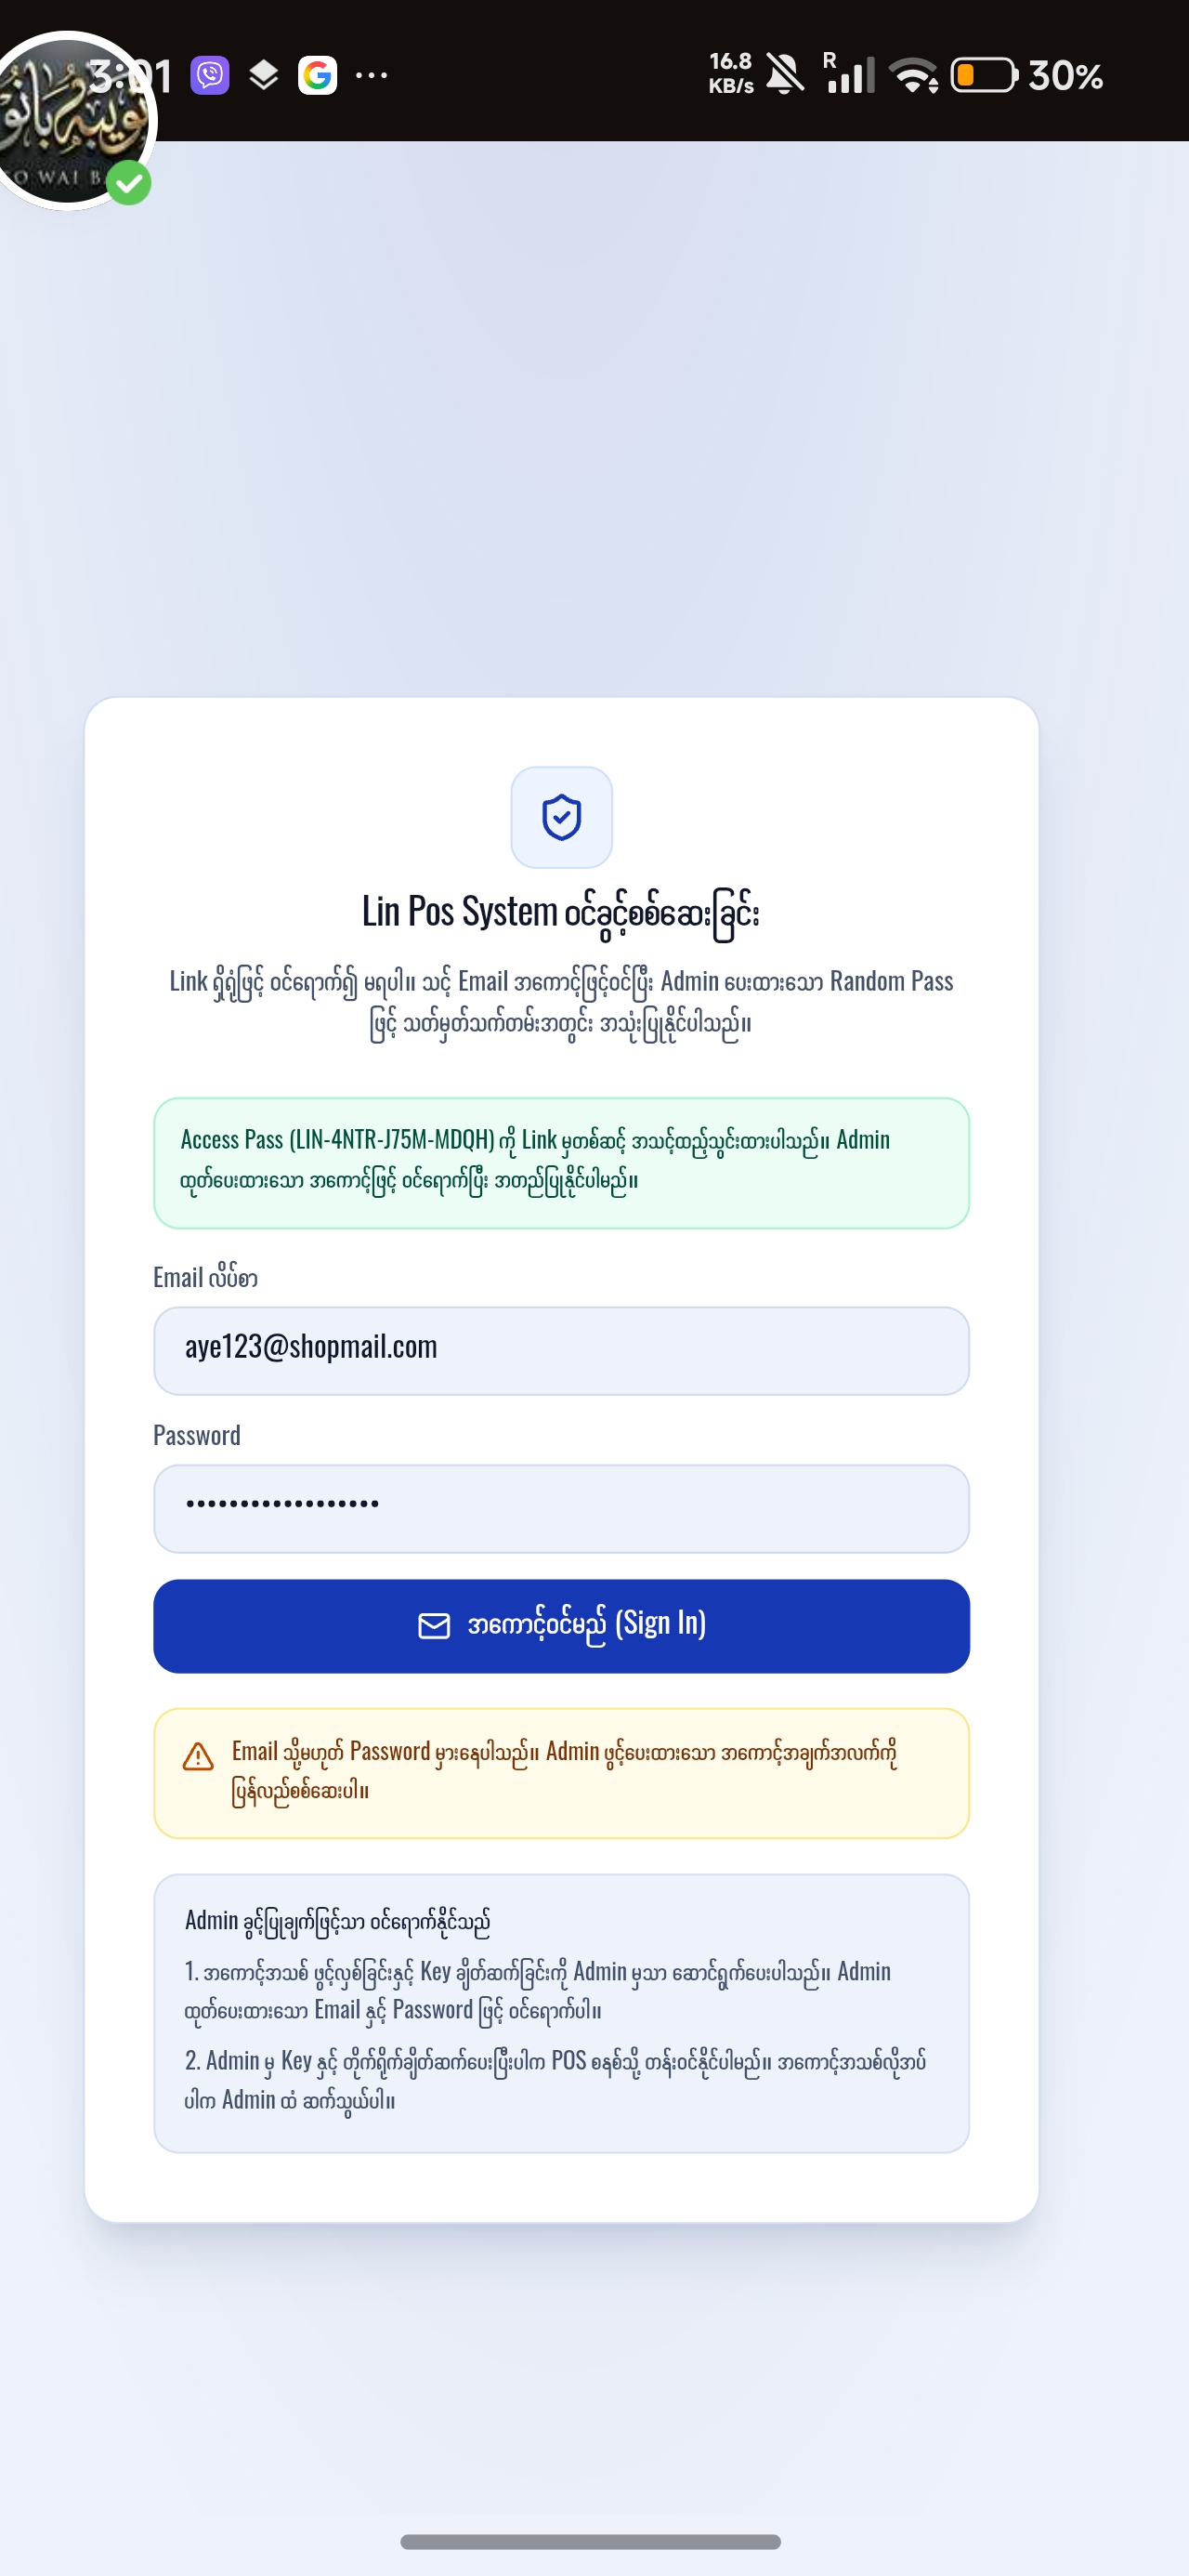 3:01
16.8
KB/s
R
30%
Lin Pos System ဝင်ခွင့်စစ်ဆေးခြင်း
Link ရှိရုံဖြင့် ဝင်ရောက်၍ မရပါ။ သင့် Email အကောင့်ဖြင့်ဝင်ပြီး Admin ပေးထားသော Random Pass
ဖြင့် သတ်မှတ်သက်တမ်းအတွင်း အသုံးပြုနိုင်ပါသည်။
Access Pass (LIN-4NTR-J75M-MDQH) ကို Link မှတစ်ဆင့် အသင့်ထည့်သွင်းထားပါသည်။ Admin
ထုတ်ပေးထားသော အကောင့်ဖြင့် ဝင်ရောက်ပြီး အတည်ပြုနိုင်ပါမည်။
Email လိပ်စာ
aye123@shopmail.com
Password
••••••••••••••••••
အကောင့်ဝင်မည် (Sign In)
Email သို့မဟုတ် Password မှားနေပါသည်။ Admin ဖွင့်ပေးထားသော အကောင့်အချက်အလက်ကို
ပြန်လည်စစ်ဆေးပါ။
Admin ခွင့်ပြုချက်ဖြင့်သာ ဝင်ရောက်နိုင်သည်
1. အကောင့်အသစ် ဖွင့်လှစ်ခြင်းနှင့် Key ချိတ်ဆက်ခြင်းကို Admin မှသာ ဆောင်ရွက်ပေးပါသည်။ Admin
ထုတ်ပေးထားသော Email နှင့် Password ဖြင့် ဝင်ရောက်ပါ။
2. Admin မှ Key နှင့် တိုက်ရိုက်ချိတ်ဆက်ပေးပြီးပါက POS စနစ်သို့ တန်းဝင်နိုင်ပါမည်။ အကောင့်အသစ်လိုအပ်
ပါက Admin ထံ ဆက်သွယ်ပါ။